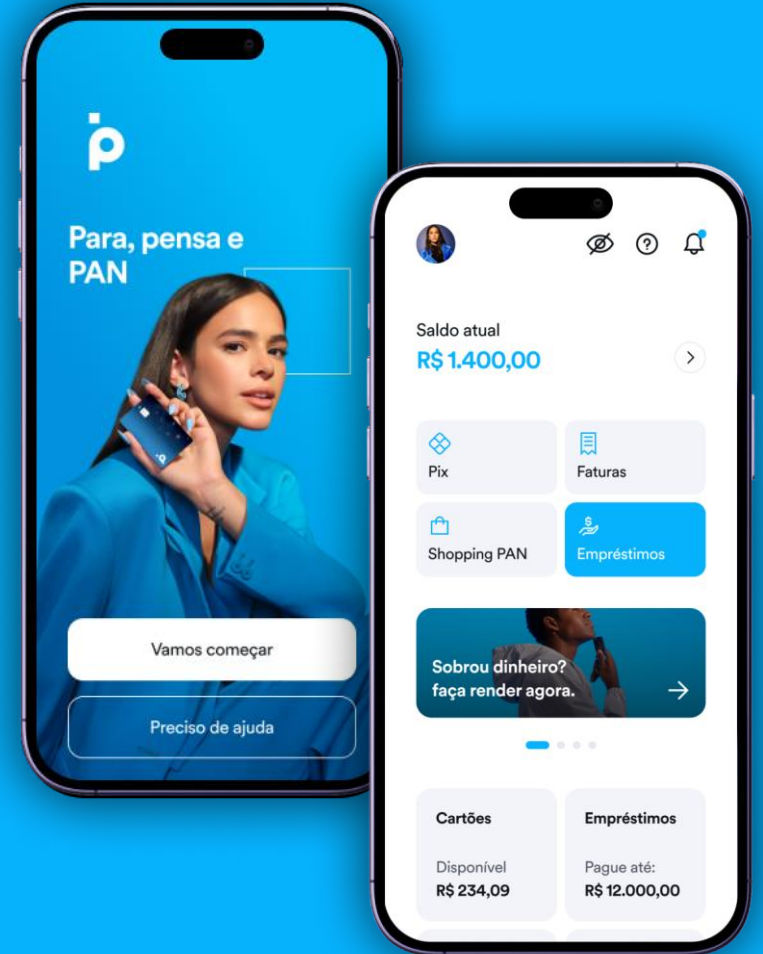 Para, pensa e
PAN
Vamos começar
Preciso de ajuda
Saldo atual
R$ 1.400,00
Pix
Faturas
Shopping PAN
Empréstimos
Sobrou dinheiro?
faça render agora.
Cartões
Disponível
R$ 234,09
Empréstimos
Pague até:
R$ 12.000,00